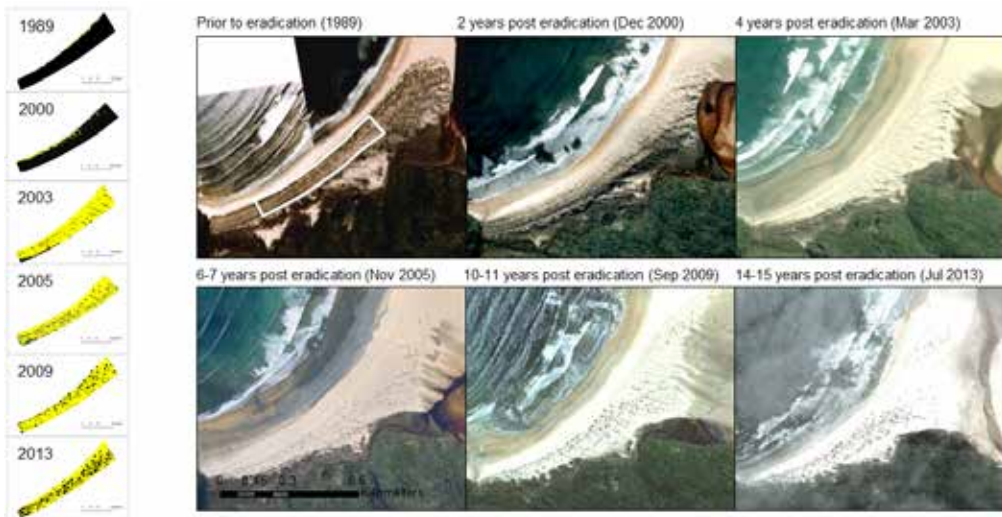 1989
2000
2003
2005
2009
2013
Prior to eradication (1989)
2 years post eradication (Dec 2000)
4 years post eradication (Mar 2003)
6-7 years post eradication (Nov 2005)
10-11 years post eradication (Sep 2009)
14-15 years post eradication (Jul 2013)
Kilometers